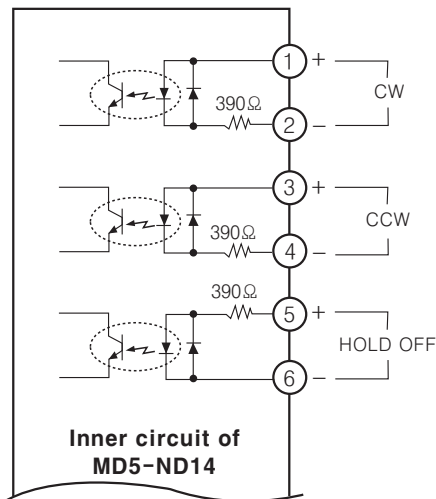 1 +
CW
390Ω
2 −
3 +
CCW
390Ω
4 −
390Ω
5 +
HOLD OFF
6 −
Inner circuit of
MD5-ND14